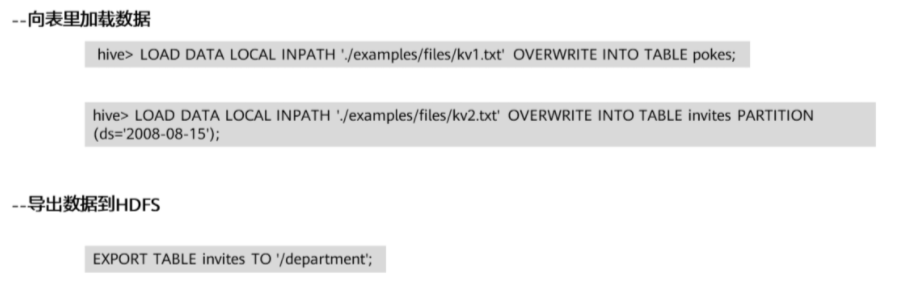 --向表里加载数据
hive> LOAD DATA LOCAL INPATH './examples/files/kv1.txt' OVERWRITE INTO TABLE pokes;
hive> LOAD DATA LOCAL INPATH './examples/files/kv2.txt' OVERWRITE INTO TABLE invites PARTITION
(ds='2008-08-15');
--导出数据到HDFS
EXPORT TABLE invites TO '/department';